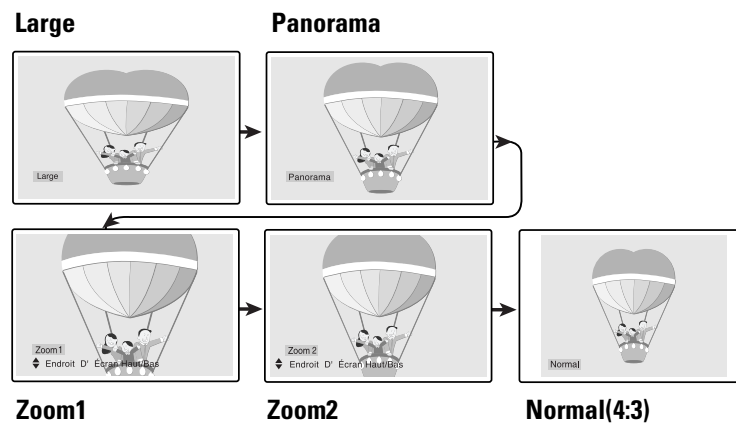 Large
Panorama
Large
Panorama
Zoom1
Endroit D' Écran Haut/Bas
Zoom 2
Endroit D' Écran Haut/Bas
Normal
Zoom1
Zoom2
Normal(4:3)